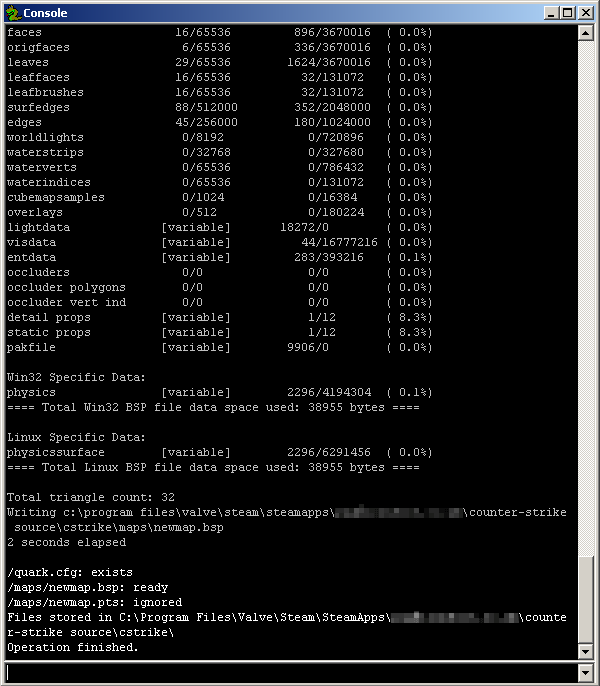 Console
faces 16/65536 896/3670016 ( 0.0%)
origfaces 6/65536 336/3670016 ( 0.0%)
leaves 29/65536 1624/3670016 ( 0.0%)
leaffaces 16/65536 32/131072 ( 0.0%)
leafbrushes 16/65536 32/131072 ( 0.0%)
surfedges 88/512000 352/2048000 ( 0.0%)
edges 45/256000 180/1024000 ( 0.0%)
worldlights 0/8192 0/720896 ( 0.0%)
waterstrips 0/32768 0/327680 ( 0.0%)
waterverts 0/65536 0/786432 ( 0.0%)
waterindices 0/65536 0/131072 ( 0.0%)
cubemapsamples 0/1024 0/16384 ( 0.0%)
overlays 0/512 0/180224 ( 0.0%)
lightdata [variable] 18272/0 ( 0.0%)
visdata [variable] 44/16777216 ( 0.0%)
entdata [variable] 283/393216 ( 0.1%)
occluders 0/0 0/0 ( 0.0%)
occluder polygons 0/0 0/0 ( 0.0%)
occluder vert ind 0/0 0/0 ( 0.0%)
detail props [variable] 1/12 ( 8.3%)
static props [variable] 1/12 ( 8.3%)
pakfile [variable] 9906/0 ( 0.0%)
Win32 Specific Data:
physics [variable] 2296/4194304 ( 0.1%)
==== Total Win32 BSP file data space used: 38955 bytes ====
Linux Specific Data:
physicssurface [variable] 2296/6291456 ( 0.0%)
==== Total Linux BSP file data space used: 38955 bytes ====
Total triangle count: 32
Writing c:\program files\valve\steam\steamapps\ \counter-strike
source\cstrike\maps\newmap.bsp
2 seconds elapsed
/quark.cfg: exists
/maps/newmap.bsp: ready
/maps/newmap.pts: ignored
Files stored in C:\Program Files\Valve\Steam\SteamApps\ \counte
r-strike source\cstrike\
Operation finished.